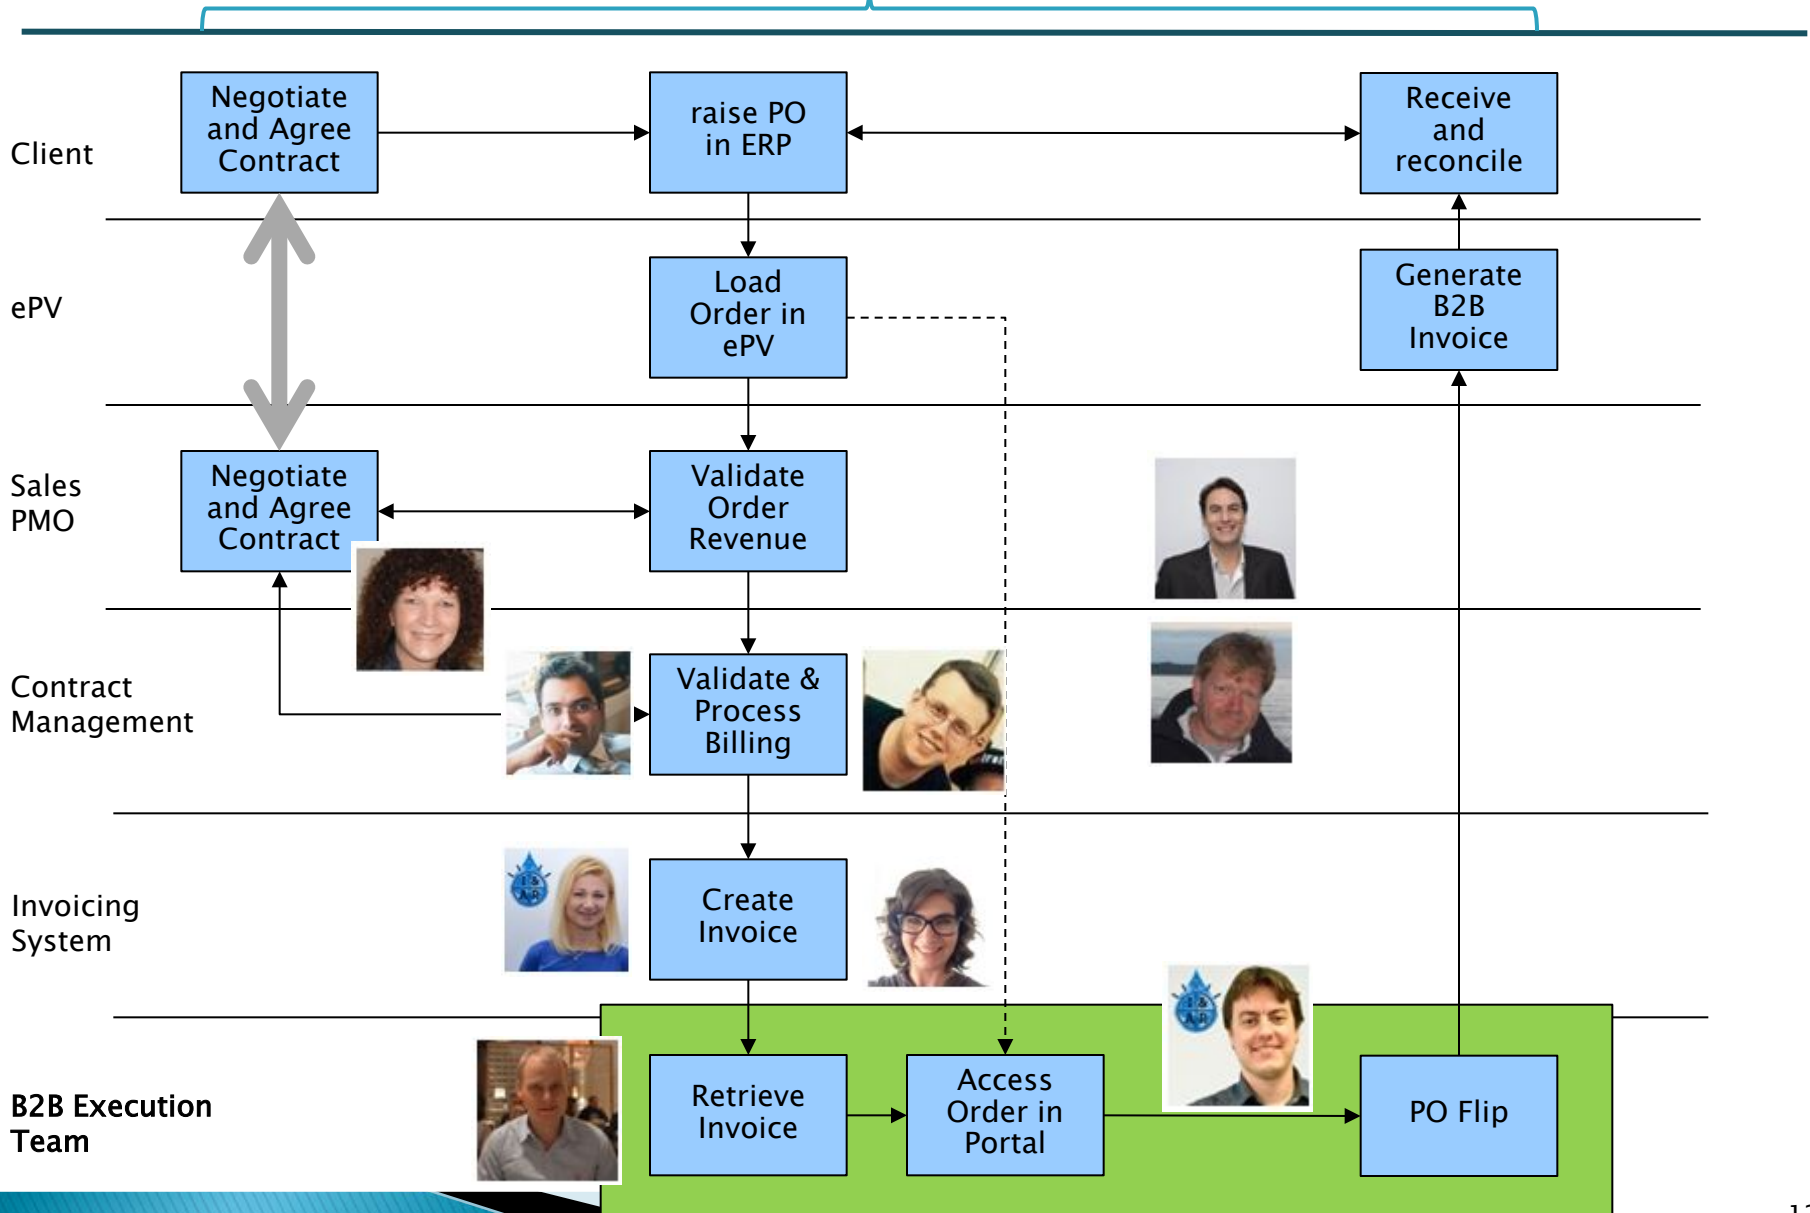 Negotiate
and Agree
Contract
raise PO
in ERP
Receive
and
reconcile
Client
Load
Order in
ePV
Generate
B2B
Invoice
ePV
Negotiate
and Agree
Contract
Validate
Order
Revenue
Sales
PMO
Validate &
Process
Billing
Contract
Management
Create
Invoice
I &
A R
Invoicing
System
I &
A R
Retrieve
Invoice
Access
Order in
Portal
PO Flip
B2B Execution
Team